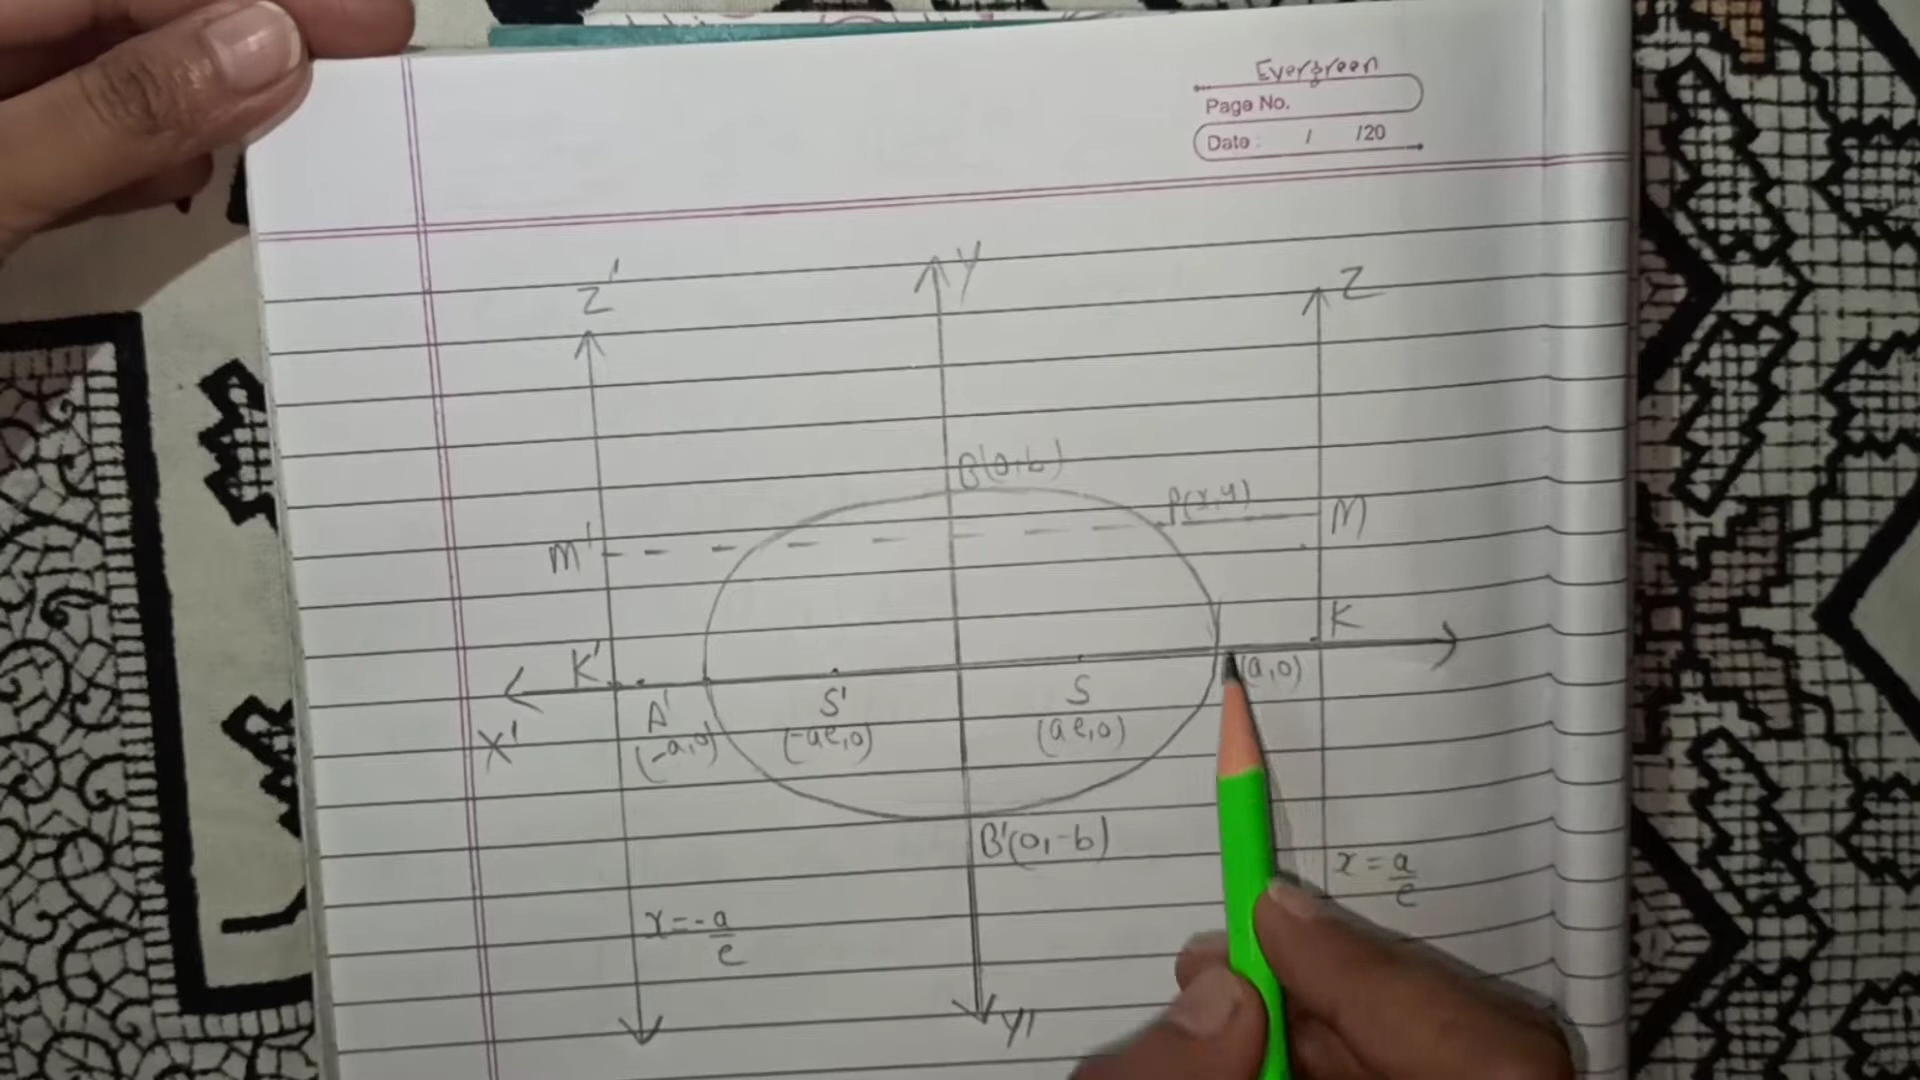 Evergreen
Page No.
Date : / /20
Z'
Y
Z
B(0,b)
P(x,y)
M
M'
K
K'
(a,0)
A'
(-a,0)
S'
(-ae,0)
S
(ae,0)
X'
B'(0,-b)
x = a/e
x = -a/e
Y'